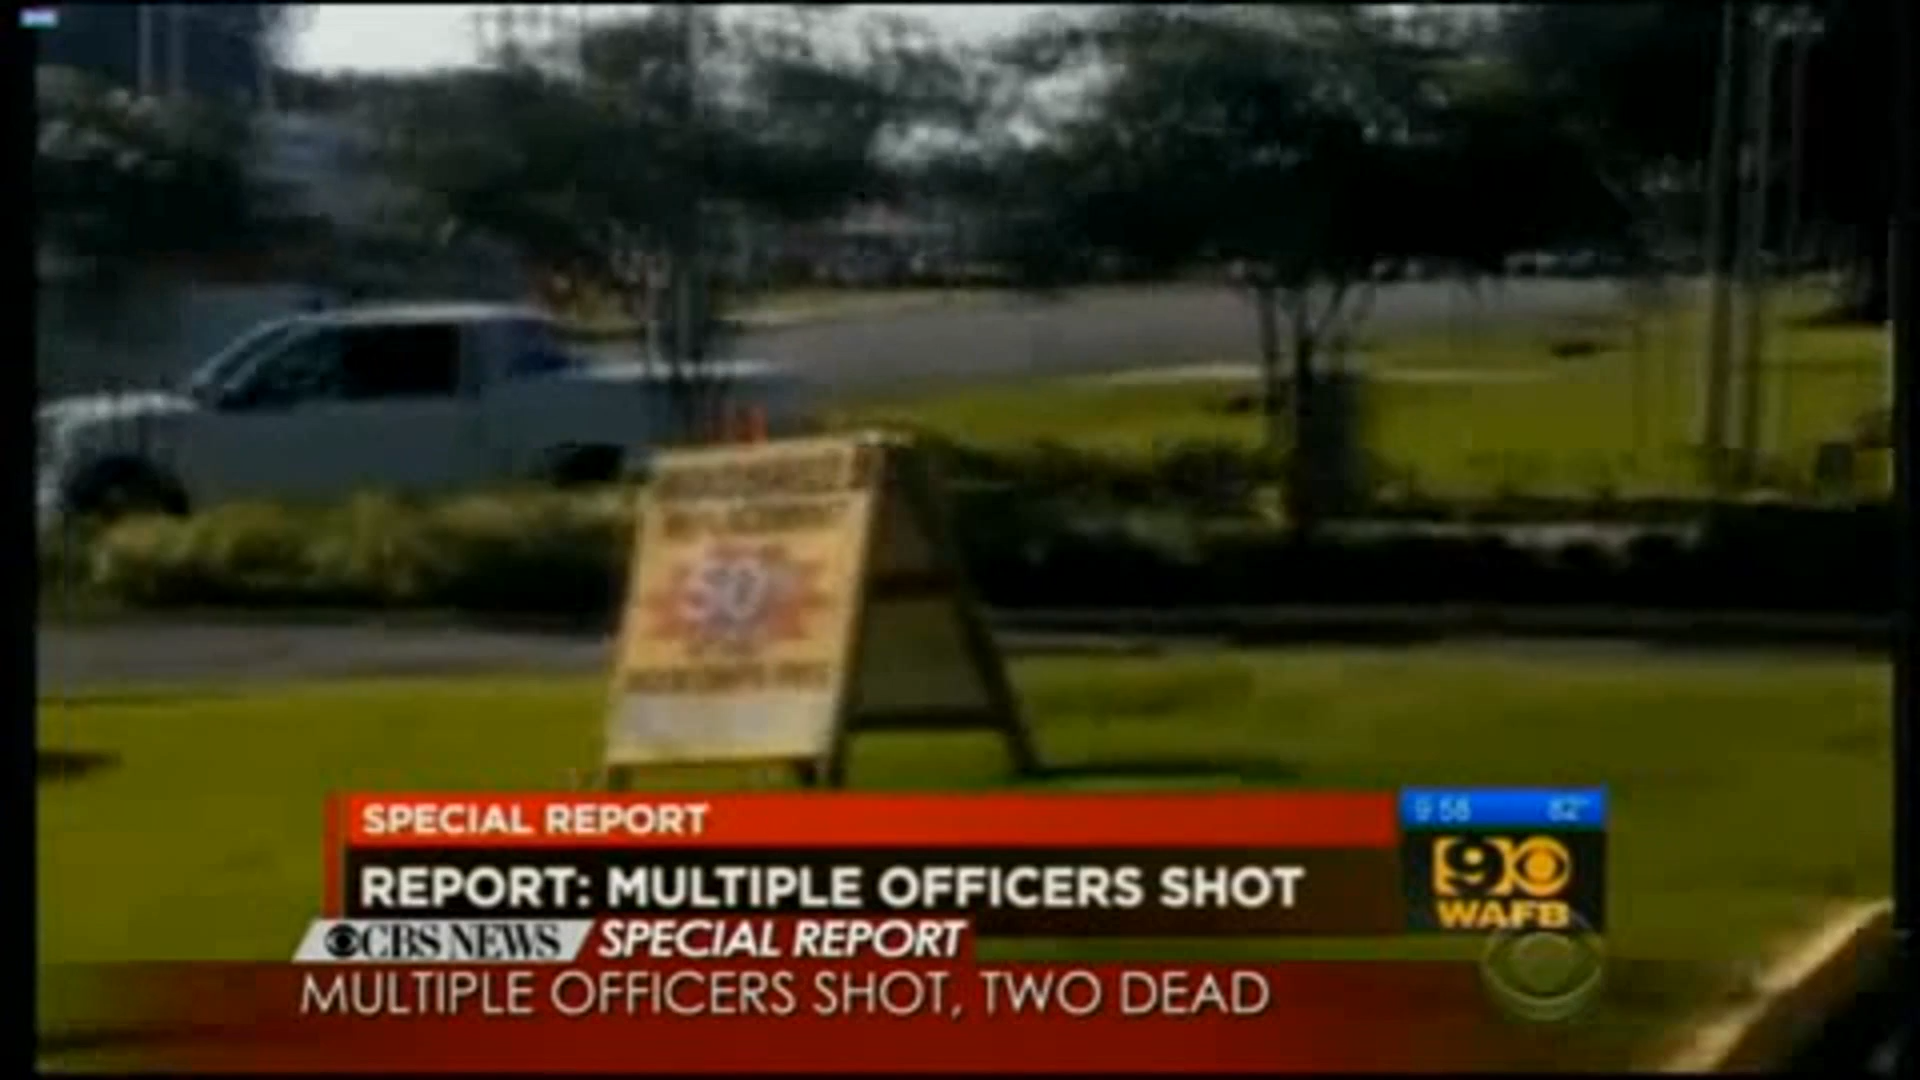 SPECIAL REPORT
9:58 82°
REPORT: MULTIPLE OFFICERS SHOT
9
WAFB
CBS NEWS SPECIAL REPORT
MULTIPLE OFFICERS SHOT, TWO DEAD